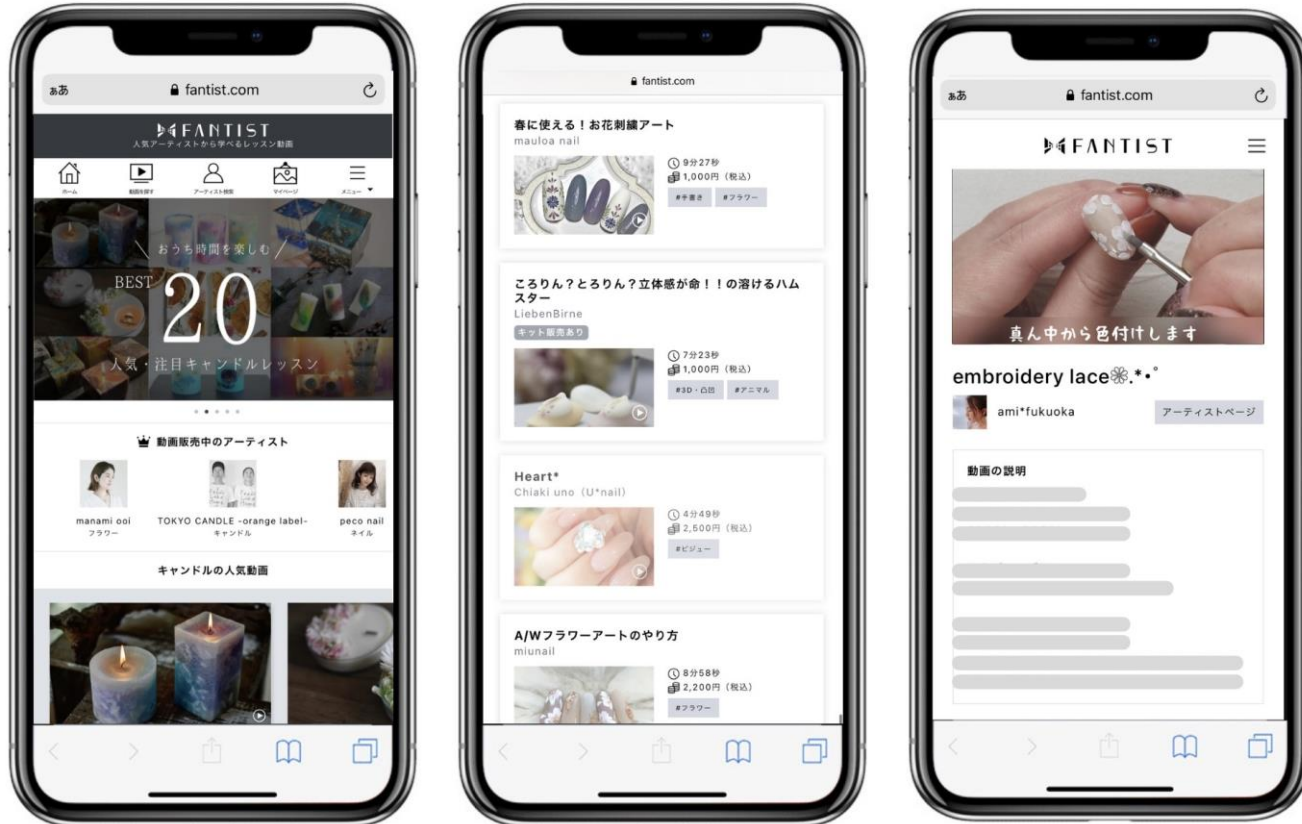 ぁあ
fantist.com
FANTIST
人気アーティストから学べるレッスン動画
ホーム
動画を探す
アーティスト検索
マイページ
メニュー
おうち時間を楽しむ
BEST
20
人気・注目キャンドルレッスン
動画販売中のアーティスト
manami ooi
フラワー
TOKYO CANDLE -orange label-
キャンドル
peco nail
ネイル
キャンドルの人気動画
fantist.com
春に使える！お花刺繍アート
mauloa nail
9分27秒
1,000円（税込）
#手書き #フラワー
ころりん？とろりん？立体感が命！！の溶けるハム
スター
LiebenBirne
キット販売あり
7分23秒
1,000円（税込）
#3D・凸凹 #アニマル
Heart*
Chiaki uno（U*nail）
4分49秒
2,500円（税込）
#ビジュー
A/Wフラワーアートのやり方
miunail
8分58秒
2,200円（税込）
#フラワー
ぁあ
fantist.com
FANTIST
真ん中から色付けします
embroidery lace❀.*•˚
ami*fukuoka
アーティストページ
動画の説明